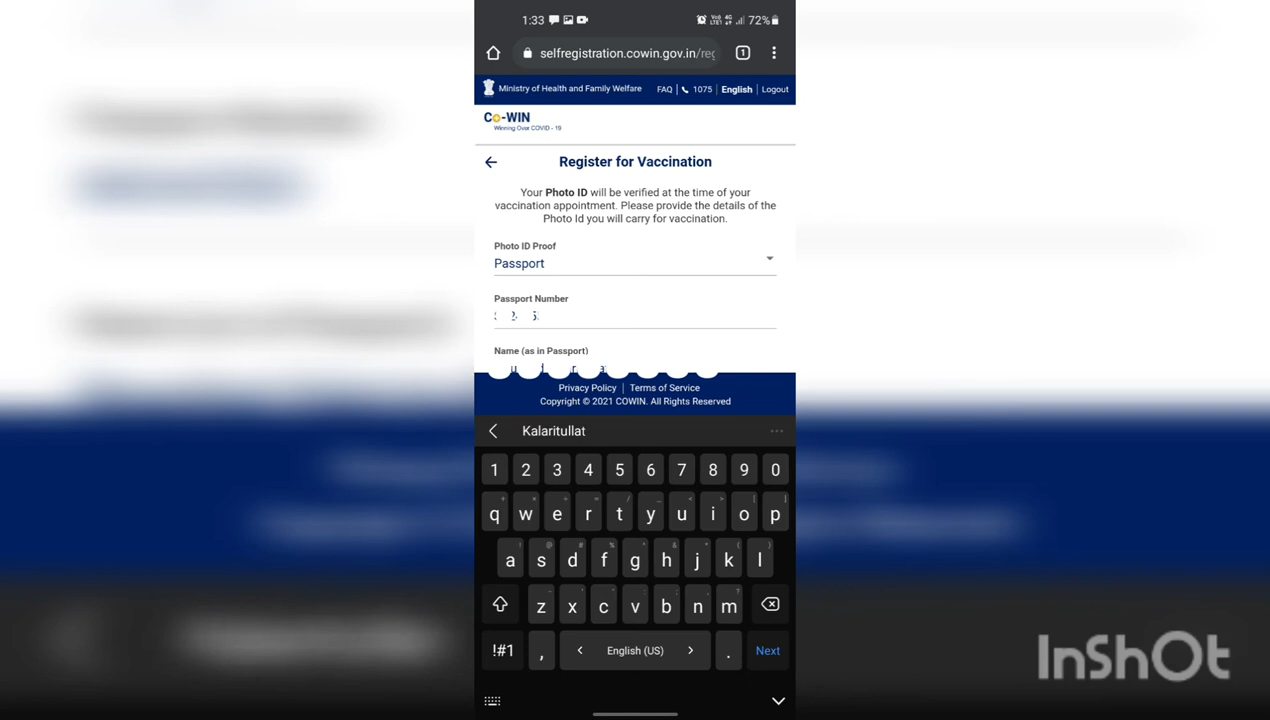 1:33 72%
selfregistration.cowin.gov.in/reg
1
Ministry of Health and Family Welfare FAQ | 1075 | English | Logout
Co-WIN
Winning Over COVID - 19
Register for Vaccination
Your Photo ID will be verified at the time of your
vaccination appointment. Please provide the details of the
Photo Id you will carry for vaccination.
Photo ID Proof
Passport
Passport Number
Name (as in Passport)
Privacy Policy | Terms of Service
Copyright © 2021 COWIN. All Rights Reserved
Kalaritullat
1 2 3 4 5 6 7 8 9 0
q w e r t y u i o p
a s d f g h j k l
z x c v b n m
!#1 , < English (US) > . Next
InShOt